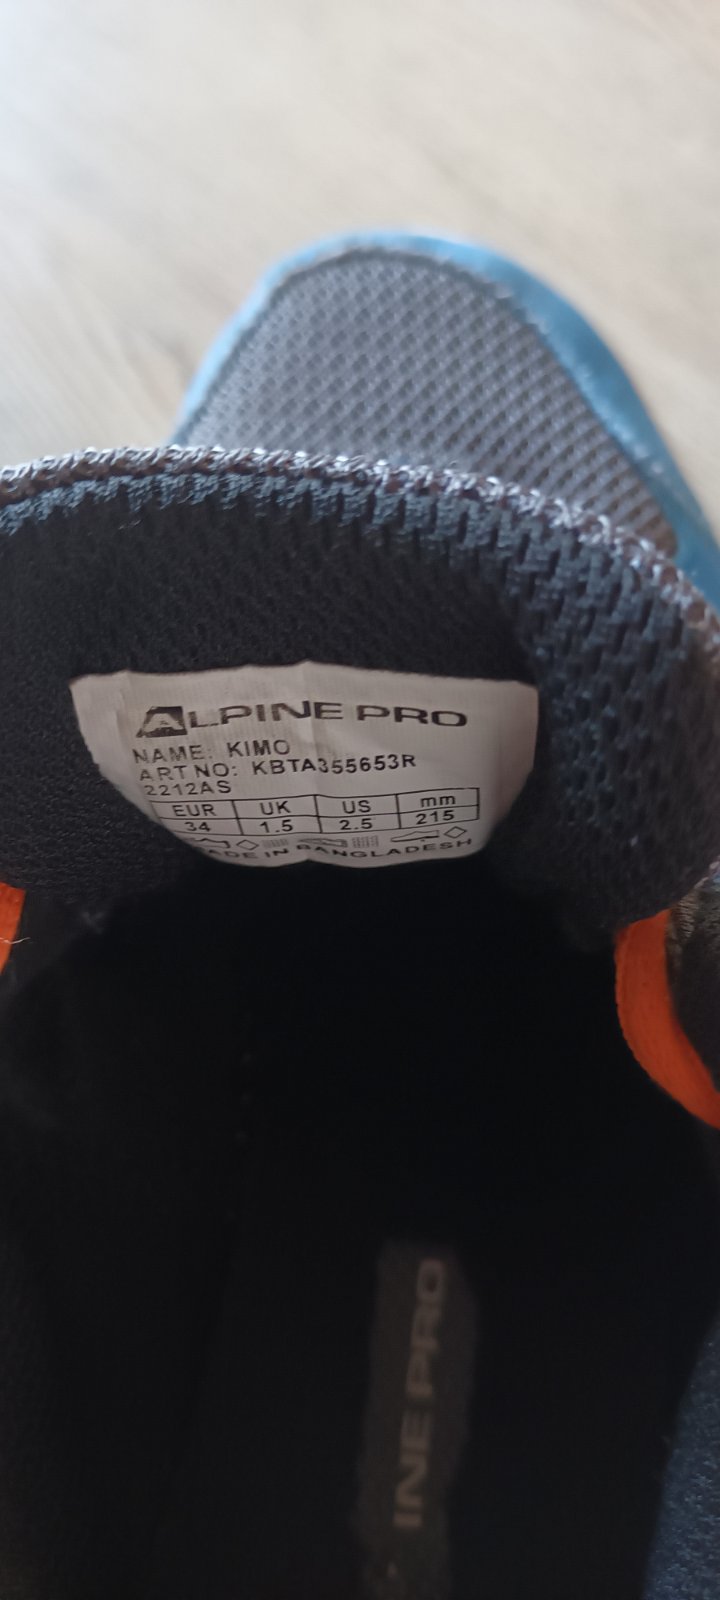 ALPINE PRO
NAME: KIMO
ART NO: KBTA355653R
2212AS
EUR UK US mm
34 1.5 2.5 215
MADE IN BANGLADESH
INE PRO